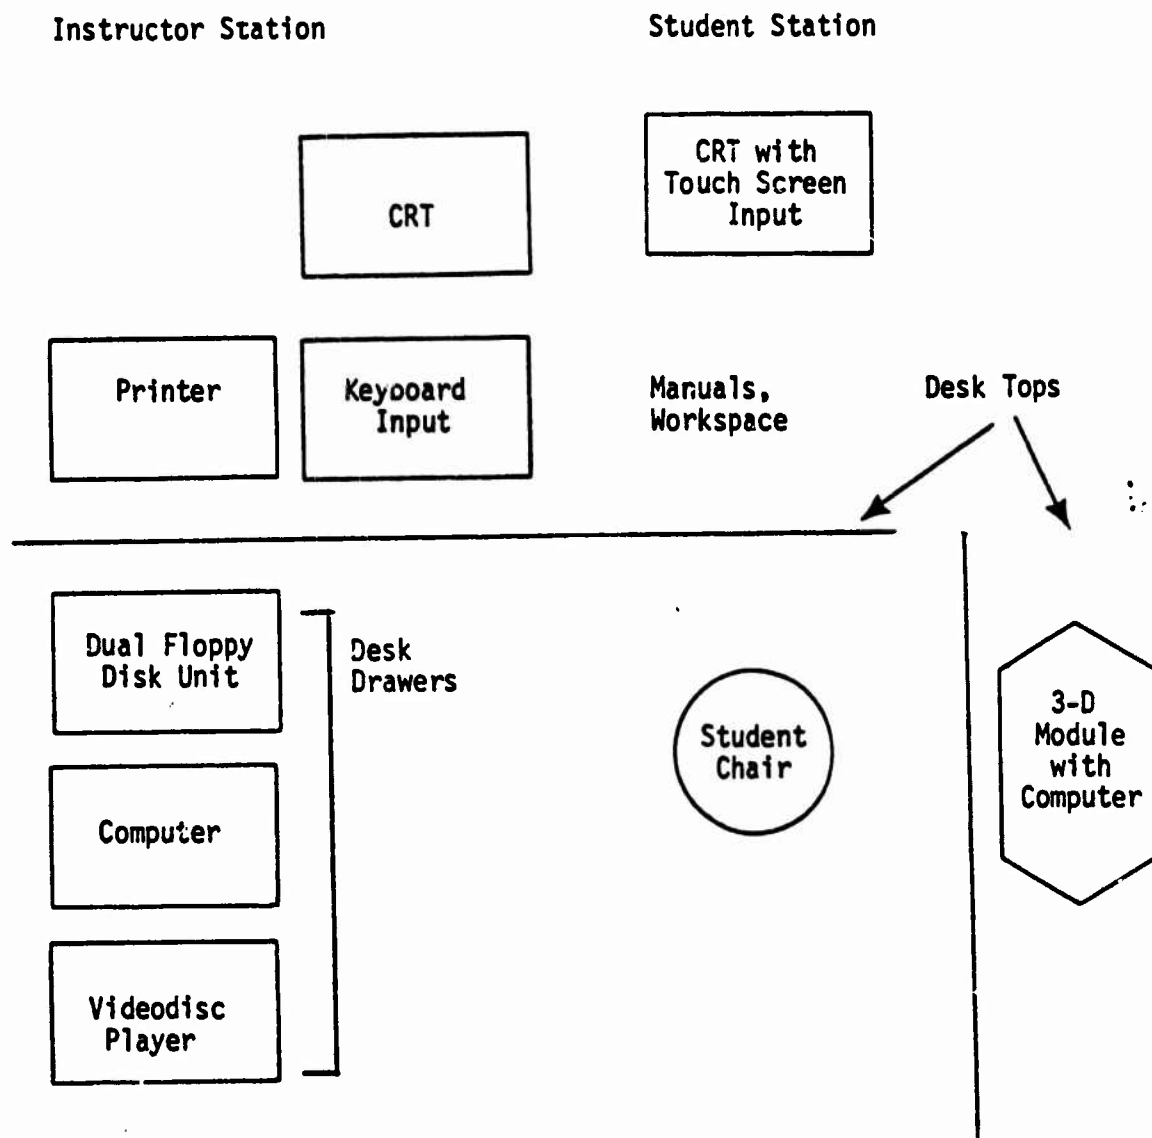 Instructor Station
Student Station
CRT
CRT with
Touch Screen
Input
Printer
Keyboard
Input
Manuals,
Workspace
Desk Tops
Dual Floppy
Disk Unit
Desk
Drawers
Student
Chair
3-D
Module
with
Computer
Computer
Videodisc
Player